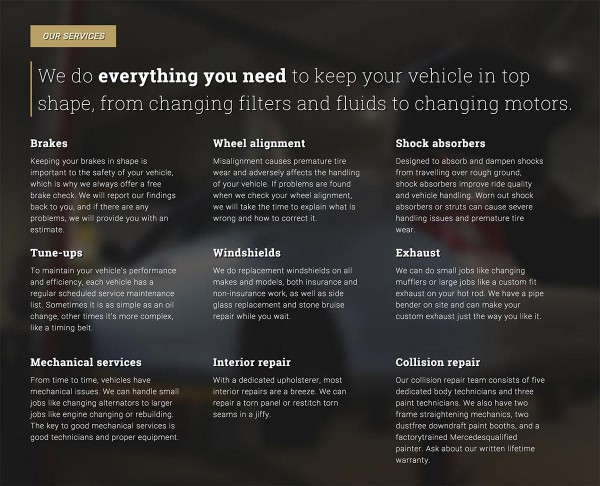 OUR SERVICES
We do everything you need to keep your vehicle in top
shape, from changing filters and fluids to changing motors.
Brakes
Keeping your brakes in shape is
important to the safety of your vehicle,
which is why we always offer a free
brake check. We will report our findings
back to you, and if there are any
problems, we will provide you with an
estimate.
Wheel alignment
Misalignment causes premature tire
wear and adversely affects the handling
of your vehicle. If problems are found
when we check your wheel alignment,
we will take the time to explain what is
wrong and how to correct it.
Shock absorbers
Designed to absorb and dampen shocks
from travelling over rough ground,
shock absorbers improve ride quality
and vehicle handling. Worn out shock
absorbers or struts can cause severe
handling issues and premature tire
wear.
Tune-ups
To maintain your vehicle's performance
and efficiency, each vehicle has a
regular scheduled service maintenance
list. Sometimes it is as simple as an oil
change, other times it's more complex,
like a timing belt.
Windshields
We do replacement windshields on all
makes and models, both insurance and
non-insurance work, as well as side
glass replacement and stone bruise
repair while you wait.
Exhaust
We can do small jobs like changing
mufflers or large jobs like a custom fit
exhaust on your hot rod. We have a pipe
bender on site and can make your
custom exhaust just the way you like it.
Mechanical services
From time to time, vehicles have
mechanical issues. We can handle small
jobs like changing alternators to larger
jobs like engine changing or rebuilding.
The key to good mechanical services is
good technicians and proper equipment.
Interior repair
With a dedicated upholsterer, most
interior repairs are a breeze. We can
repair a torn panel or restitch torn
seams in a jiffy.
Collision repair
Our collision repair team consists of five
dedicated body technicians and three
paint technicians. We also have two
frame straightening mechanics, two
dustfree downdraft paint booths, and a
factorytrained Mercedesqualified
painter. Ask about our written lifetime
warranty.